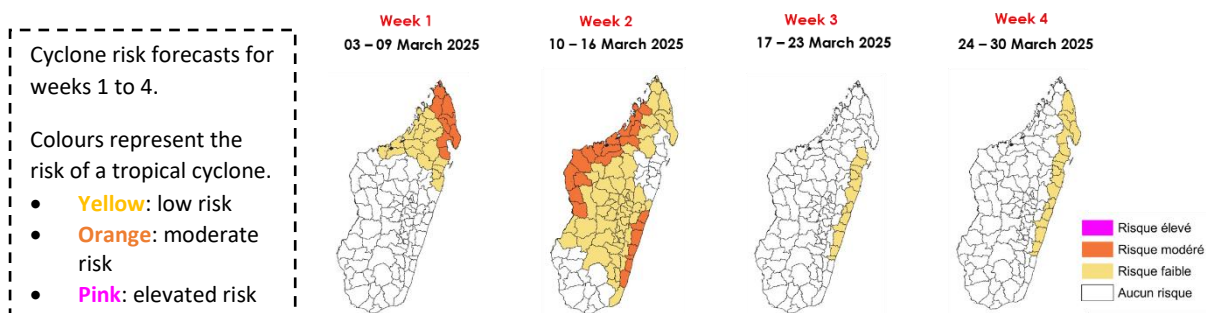 Cyclone risk forecasts for
weeks 1 to 4.
Colours represent the
risk of a tropical cyclone.
• Yellow: low risk
• Orange: moderate
risk
• Pink: elevated risk
Week 1
03 – 09 March 2025
Week 2
10 – 16 March 2025
Week 3
17 – 23 March 2025
Week 4
24 – 30 March 2025
Risque élevé
Risque modéré
Risque faible
Aucun risque